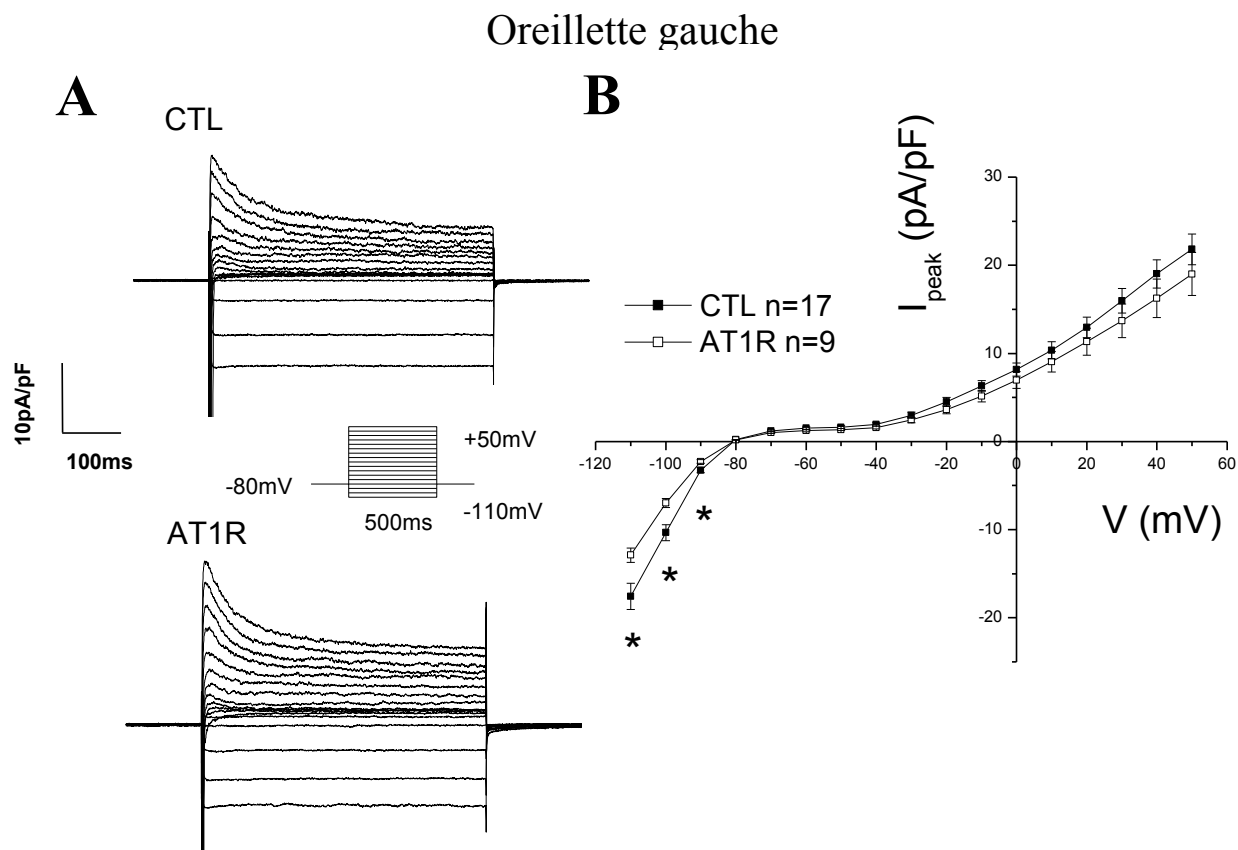 Oreillette gauche
A
CTL
10pA/pF
100ms
-80mV
+50mV
-110mV
500ms
AT1R
B
I peak (pA/pF)
30
20
10
0
-10
-20
-120 -100 -80 -60 -40 -20 0 20 40 60
V (mV)
CTL n=17
AT1R n=9
*
*
*